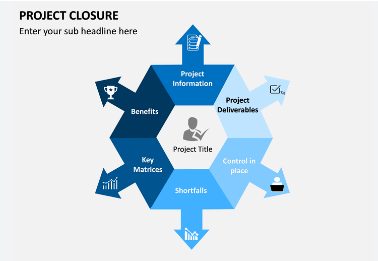 PROJECT CLOSURE
Enter your sub headline here
Project
Information
Benefits
Project
Deliverables
Project Title
Key
Matrices
Control in
place
Shortfalls